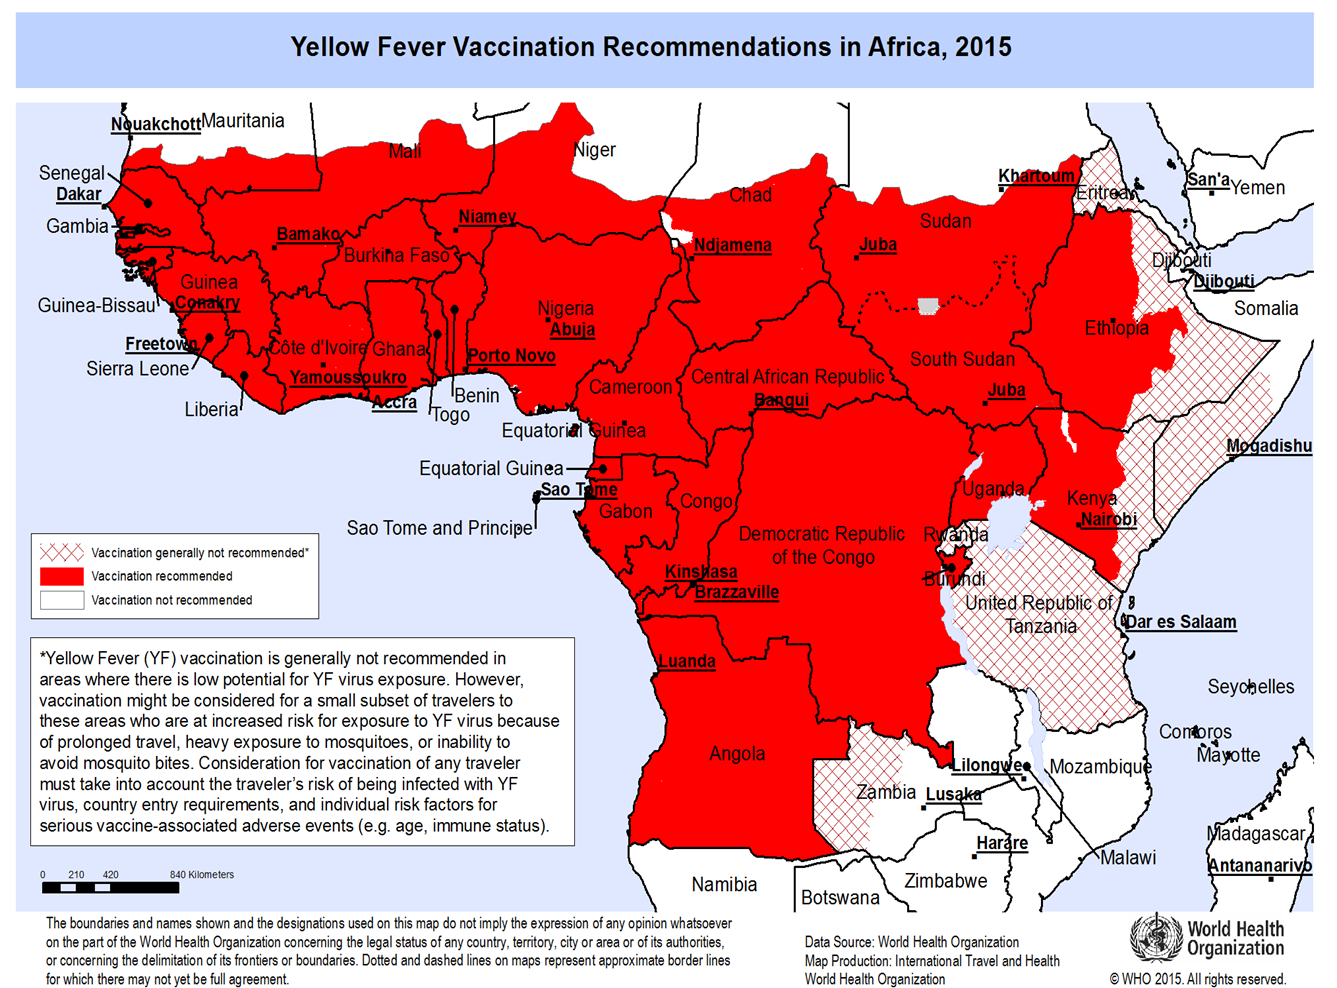 Yellow Fever Vaccination Recommendations in Africa, 2015
Nouakchott
Mauritania
Mali
Niger
Chad
Khartoum
Eritrea
San'a
Yemen
Senegal
Dakar
Gambia
Bamako
Niamey
Burkina Faso
Ndjamena
Juba
Sudan
Djibouti
Djibouti
Guinea
Guinea-Bissau
Conakry
Nigeria
Abuja
Somalia
Ethiopia
Freetown
Sierra Leone
Côte d'Ivoire
Ghana
Porto Novo
Yamoussoukro
Accra
Benin
Togo
Liberia
Cameroon
Central African Republic
Bangui
South Sudan
Juba
Equatorial Guinea
Mogadishu
Equatorial Guinea
Sao Tome
Sao Tome and Principe
Gabon
Congo
Uganda
Kenya
Nairobi
Democratic Republic
of the Congo
Rwanda
Burundi
Kinshasa
Brazzaville
United Republic of
Tanzania
Dar es Salaam
Luanda
Seychelles
Comoros
Mayotte
Angola
Lilongwe
Mozambique
Zambia
Lusaka
Harare
Malawi
Madagascar
Antananarivo
Namibia
Botswana
Zimbabwe
Vaccination generally not recommended*
Vaccination recommended
Vaccination not recommended
*Yellow Fever (YF) vaccination is generally not recommended in
areas where there is low potential for YF virus exposure. However,
vaccination might be considered for a small subset of travelers to
these areas who are at increased risk for exposure to YF virus because
of prolonged travel, heavy exposure to mosquitoes, or inability to
avoid mosquito bites. Consideration for vaccination of any traveler
must take into account the traveler's risk of being infected with YF
virus, country entry requirements, and individual risk factors for
serious vaccine-associated adverse events (e.g. age, immune status).
0 210 420 840 Kilometers
The boundaries and names shown and the designations used on this map do not imply the expression of any opinion whatsoever
on the part of the World Health Organization concerning the legal status of any country, territory, city or area or of its authorities,
or concerning the delimitation of its frontiers or boundaries. Dotted and dashed lines on maps represent approximate border lines
for which there may not yet be full agreement.
Data Source: World Health Organization
Map Production: International Travel and Health
World Health Organization
World Health
Organization
© WHO 2015. All rights reserved.